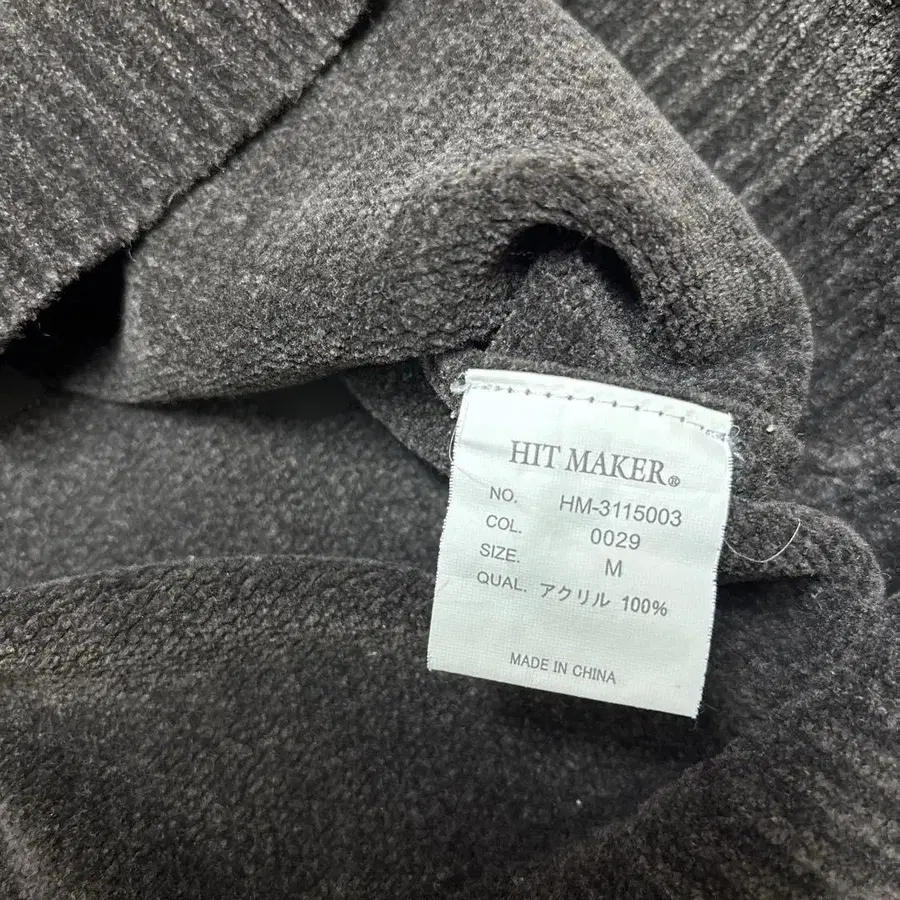 HIT MAKER®
NO. HM-3115003
COL. 0029
SIZE. M
QUAL. アクリル 100%
MADE IN CHINA